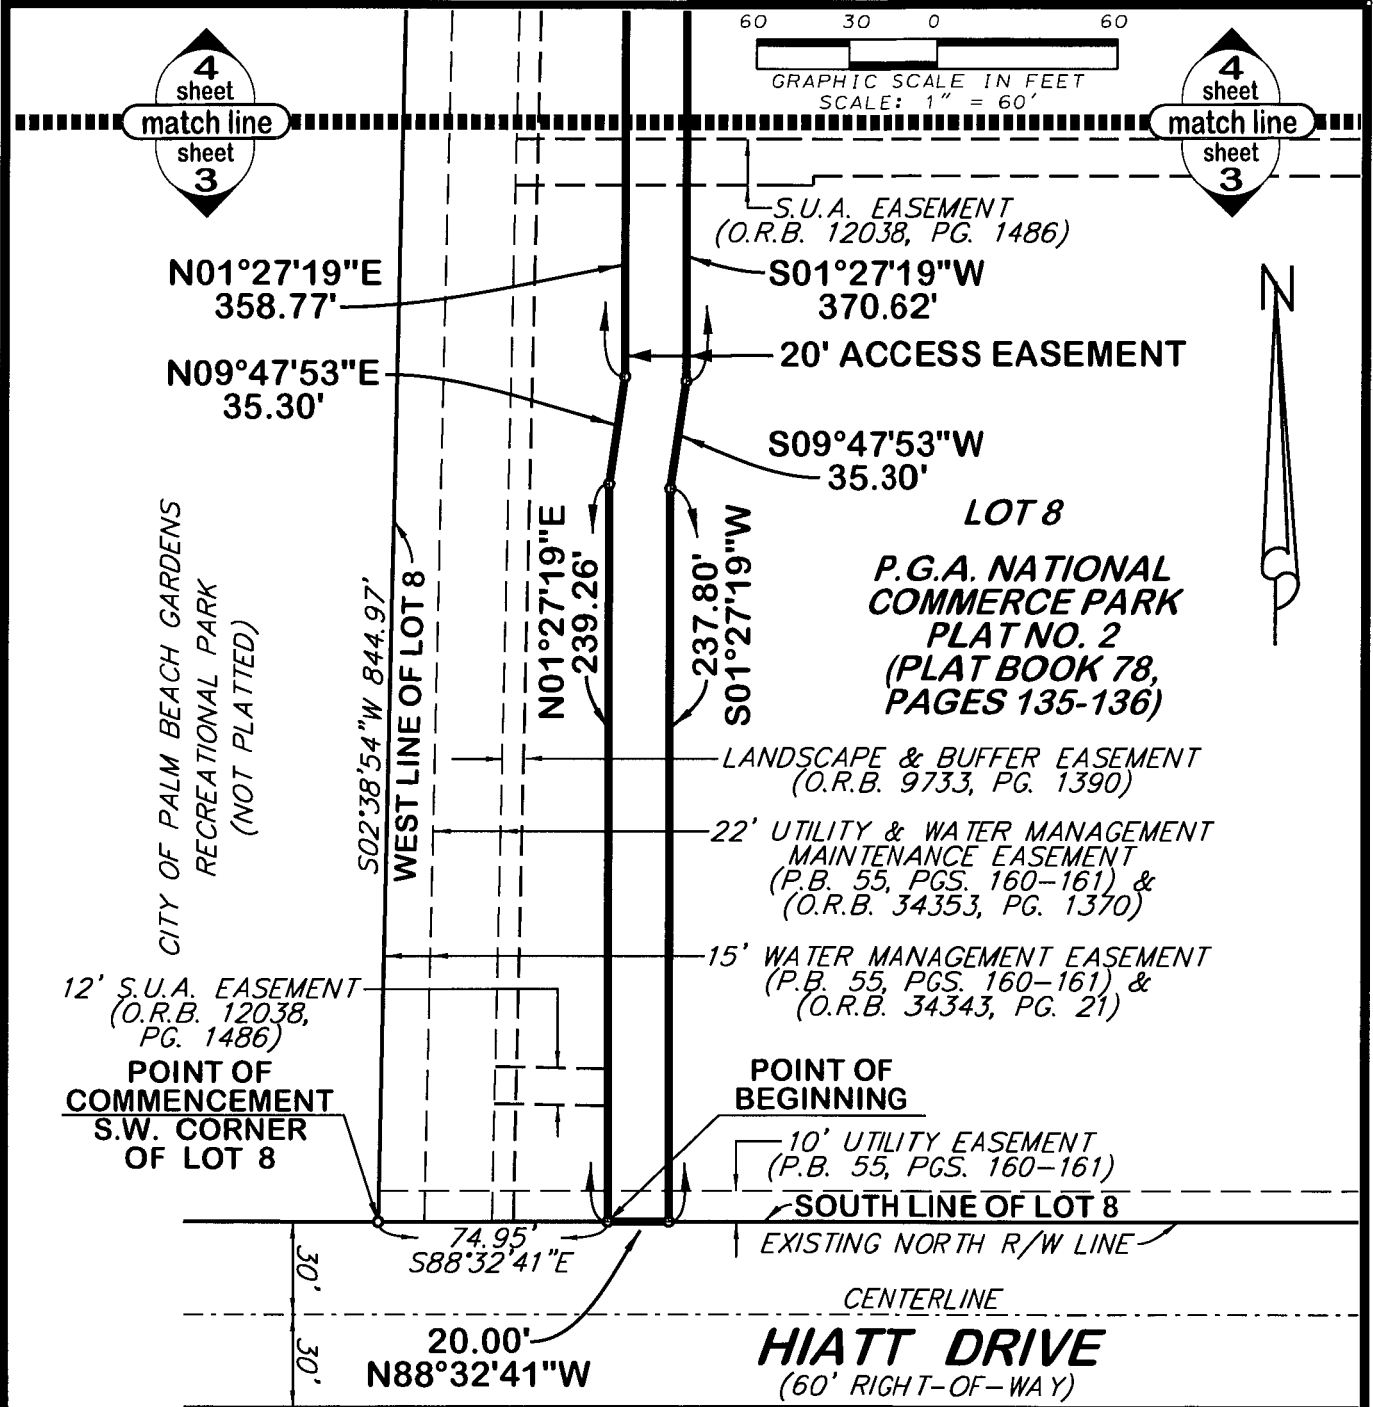 60 30 0 60
GRAPHIC SCALE IN FEET
SCALE: 1" = 60'
4
sheet
match line
sheet
3
4
sheet
match line
sheet
3
S.U.A. EASEMENT
(O.R.B. 12038, PG. 1486)
N01°27'19"E
358.77'
S01°27'19"W
370.62'
N
20' ACCESS EASEMENT
N09°47'53"E
35.30'
S09°47'53"W
35.30'
LOT 8
P.G.A. NATIONAL
COMMERCE PARK
PLAT NO. 2
(PLAT BOOK 78,
PAGES 135-136)
CITY OF PALM BEACH GARDENS
RECREATIONAL PARK
(NOT PLATTED)
S02°38'54"W 844.97'
WEST LINE OF LOT 8
N01°27'19"E
239.26'
237.80'
S01°27'19"W
LANDSCAPE & BUFFER EASEMENT
(O.R.B. 9733, PG. 1390)
22' UTILITY & WATER MANAGEMENT
MAINTENANCE EASEMENT
(P.B. 55, PGS. 160-161) &
(O.R.B. 34353, PG. 1370)
15' WATER MANAGEMENT EASEMENT
(P.B. 55, PGS. 160-161) &
(O.R.B. 34343, PG. 21)
12' S.U.A. EASEMENT
(O.R.B. 12038,
PG. 1486)
POINT OF
COMMENCEMENT
S.W. CORNER
OF LOT 8
POINT OF
BEGINNING
10' UTILITY EASEMENT
(P.B. 55, PGS. 160-161)
SOUTH LINE OF LOT 8
74.95'
S88°32'41"E
EXISTING NORTH R/W LINE
30'
CENTERLINE
30'
20.00'
N88°32'41"W
HIATT DRIVE
(60' RIGHT-OF-WAY)